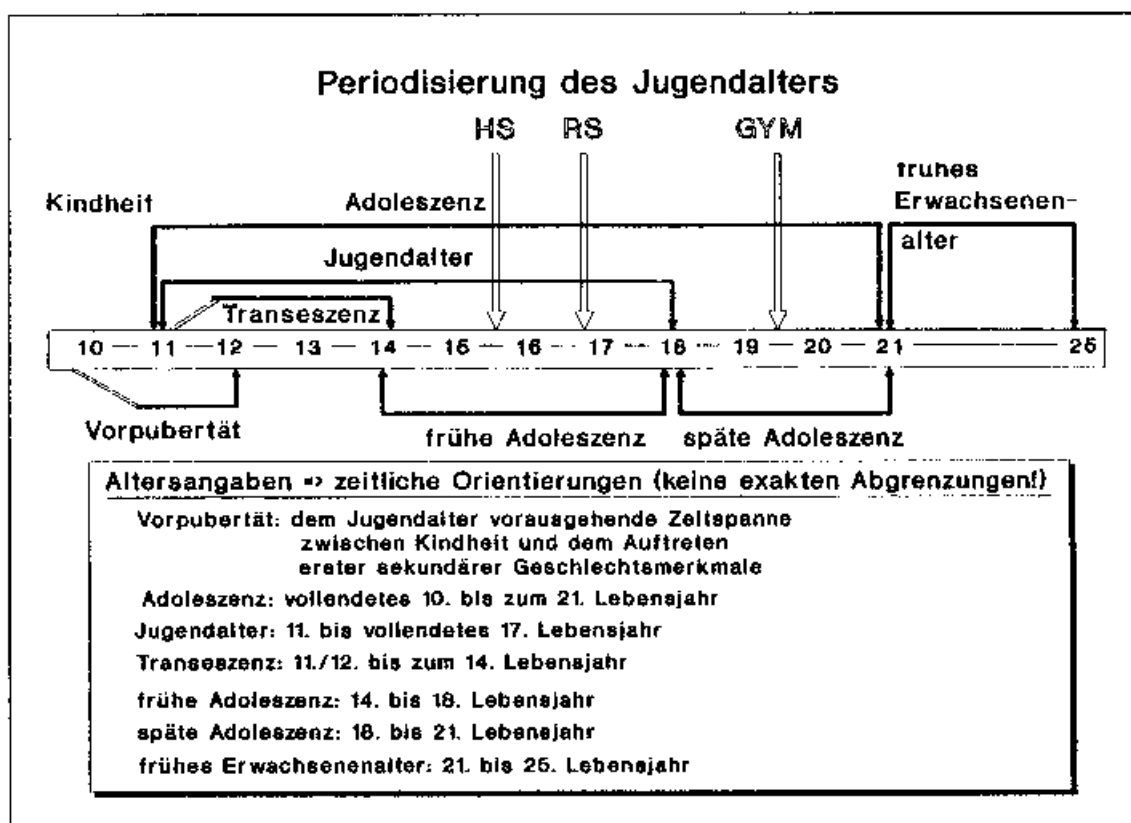 Periodisierung des Jugendalters
HS RS GYM
Kindheit Adoleszenz fruhes
Erwachsenen-
alter
Jugendalter
Transeszenz
10 11 12 13 14 15 16 17 18 19 20 21 25
Vorpubertät frühe Adoleszenz späte Adoleszenz
Altersangaben => zeitliche Orientierungen (keine exakten Abgrenzungen!)
Vorpubertät: dem Jugendalter vorausgehende Zeitspanne
zwischen Kindheit und dem Auftreten
erster sekundärer Geschlechtsmerkmale
Adoleszenz: vollendetes 10. bis zum 21. Lebensjahr
Jugendalter: 11. bis vollendetes 17. Lebensjahr
Transeszenz: 11./12. bis zum 14. Lebensjahr
frühe Adoleszenz: 14. bis 18. Lebensjahr
späte Adoleszenz: 18. bis 21. Lebensjahr
frühes Erwachsenenalter: 21. bis 25. Lebensjahr